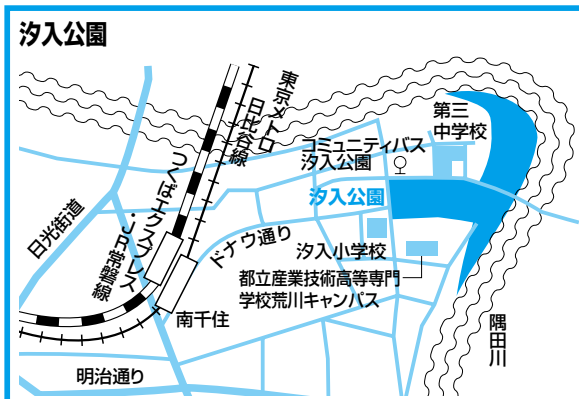 汐入公園
東京メトロ
日比谷線
つくばエクスプレス
・JR常磐線
日光街道
コミュニティバス
汐入公園
第三
中学校
汐入公園
ドナウ通り
汐入小学校
都立産業技術高等専門
学校荒川キャンパス
南千住
隅田川
明治通り